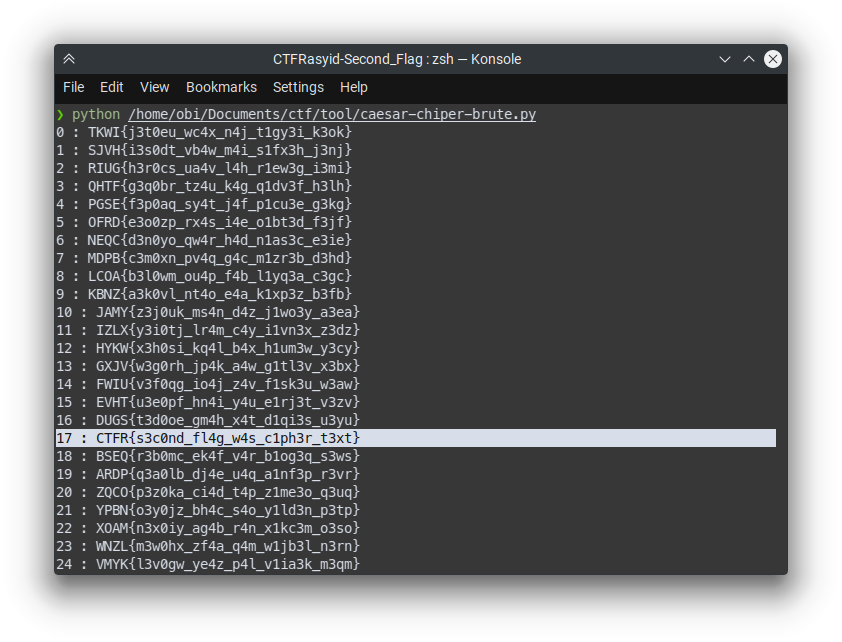 CTFRasyid-Second_Flag : zsh — Konsole
File Edit View Bookmarks Settings Help
❯ python /home/obi/Documents/ctf/tool/caesar-chiper-brute.py
0 : TKWI{j3t0eu_wc4x_n4j_t1gy3i_k3ok}
1 : SJVH{i3s0dt_vb4w_m4i_s1fx3h_j3nj}
2 : RIUG{h3r0cs_ua4v_l4h_r1ew3g_i3mi}
3 : QHTF{g3q0br_tz4u_k4g_q1dv3f_h3lh}
4 : PGSE{f3p0aq_sy4t_j4f_p1cu3e_g3kg}
5 : OFRD{e3o0zp_rx4s_i4e_o1bt3d_f3jf}
6 : NEQC{d3n0yo_qw4r_h4d_n1as3c_e3ie}
7 : MDPB{c3m0xn_pv4q_g4c_m1zr3b_d3hd}
8 : LCOA{b3l0wm_ou4p_f4b_l1yq3a_c3gc}
9 : KBNZ{a3k0vl_nt4o_e4a_k1xp3z_b3fb}
10 : JAMY{z3j0uk_ms4n_d4z_j1wo3y_a3ea}
11 : IZLX{y3i0tj_lr4m_c4y_i1vn3x_z3dz}
12 : HYKW{x3h0si_kq4l_b4x_h1um3w_y3cy}
13 : GXJV{w3g0rh_jp4k_a4w_g1tl3v_x3bx}
14 : FWIU{v3f0qg_io4j_z4v_f1sk3u_w3aw}
15 : EVHT{u3e0pf_hn4i_y4u_e1rj3t_v3zv}
16 : DUGS{t3d0oe_gm4h_x4t_d1qi3s_u3yu}
17 : CTFR{s3c0nd_fl4g_w4s_c1ph3r_t3xt}
18 : BSEQ{r3b0mc_ek4f_v4r_b1og3q_s3ws}
19 : ARDP{q3a0lb_dj4e_u4q_a1nf3p_r3vr}
20 : ZQCO{p3z0ka_ci4d_t4p_z1me3o_q3uq}
21 : YPBN{o3y0jz_bh4c_s4o_y1ld3n_p3tp}
22 : XOAM{n3x0iy_ag4b_r4n_x1kc3m_o3so}
23 : WNZL{m3w0hx_zf4a_q4m_w1jb3l_n3rn}
24 : VMYK{l3v0gw_ye4z_p4l_v1ia3k_m3qm}